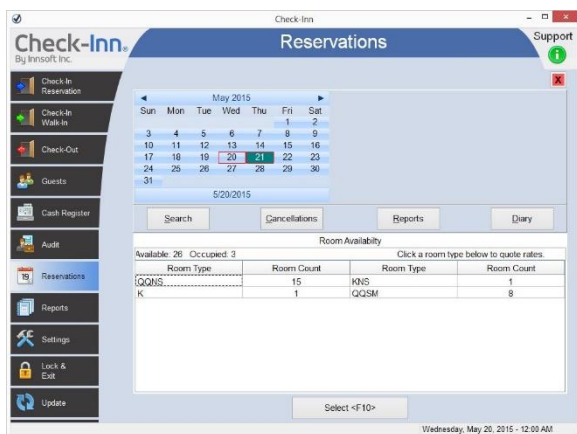 Check-Inn
Check-Inn®
By Innsoft Inc.
Reservations
Support
i
X
Check-In
Reservation
Check-In
Walk-In
Check-Out
Guests
Cash Register
Audit
19
Reservations
Reports
Settings
Lock &
Exit
Update
May 2015
Sun Mon Tue Wed Thu Fri Sat
1 2
3 4 5 6 7 8 9
10 11 12 13 14 15 16
17 18 19 20 21 22 23
24 25 26 27 28 29 30
31
5/20/2015
Search Cancellations Reports Diary
Room Availabilty
Available: 26 Occupied: 3 Click a room type below to quote rates.
Room Type Room Count Room Type Room Count
QQNS 15 KNS 1
K 1 QQSM 8
Select <F10>
Wednesday, May 20, 2015 - 12:00 AM